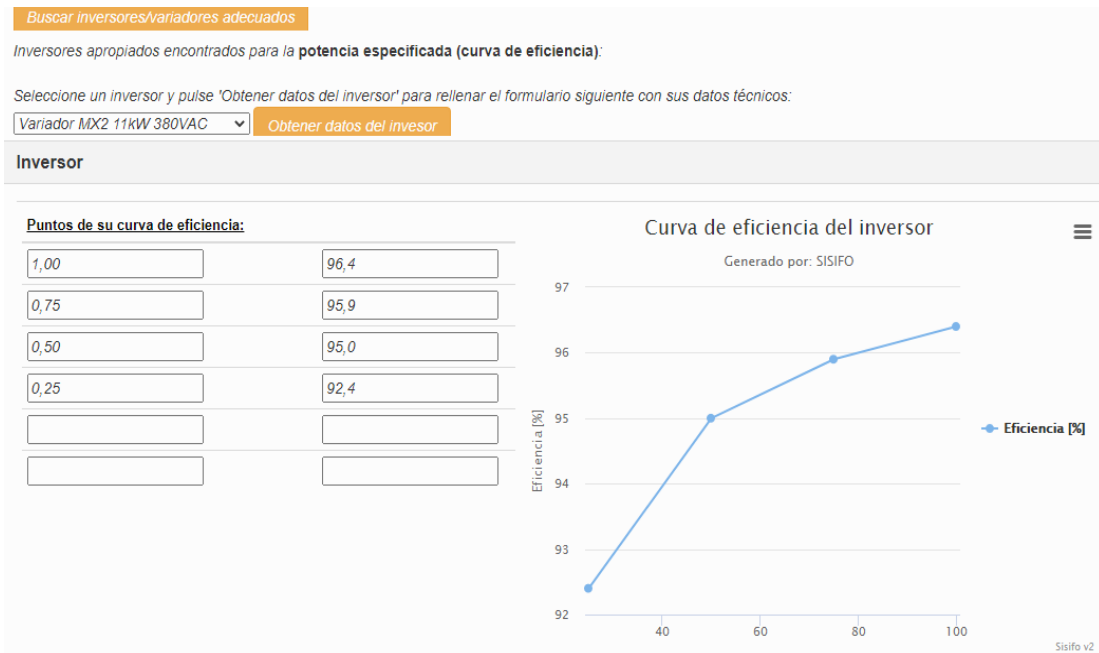 Buscar inversores/variadores adecuados
Inversores apropiados encontrados para la potencia especificada (curva de eficiencia):
Seleccione un inversor y pulse 'Obtener datos del inversor' para rellenar el formulario siguiente con sus datos técnicos:
Variador MX2 11kW 380VAC Obtener datos del invesor
Inversor
Puntos de su curva de eficiencia:
1,00 96,4
0,75 95,9
0,50 95,0
0,25 92,4
Curva de eficiencia del inversor
Generado por: SISIFO
97
96
95
94
93
92
Eficiencia [%]
40 60 80 100
Eficiencia [%]
Sisifo v2